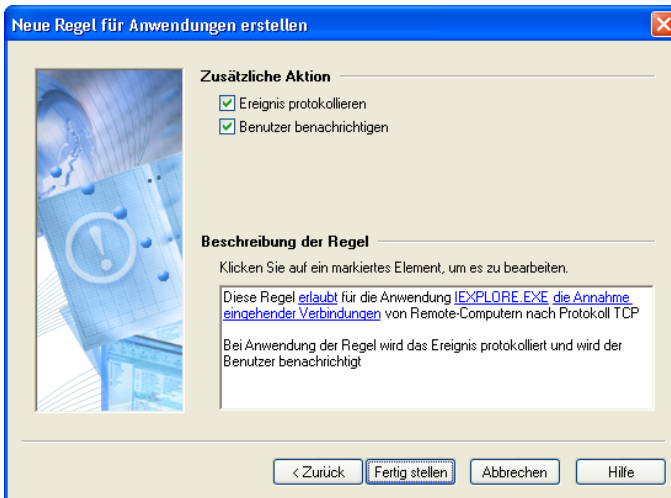 Neue Regel für Anwendungen erstellen
Zusätzliche Aktion
Ereignis protokollieren
Benutzer benachrichtigen
Beschreibung der Regel
Klicken Sie auf ein markiertes Element, um es zu bearbeiten.
Diese Regel erlaubt für die Anwendung IEXPLORE.EXE die Annahme
eingehender Verbindungen von Remote-Computern nach Protokoll TCP
Bei Anwendung der Regel wird das Ereignis protokolliert und wird der
Benutzer benachrichtigt
< Zurück Fertig stellen Abbrechen Hilfe